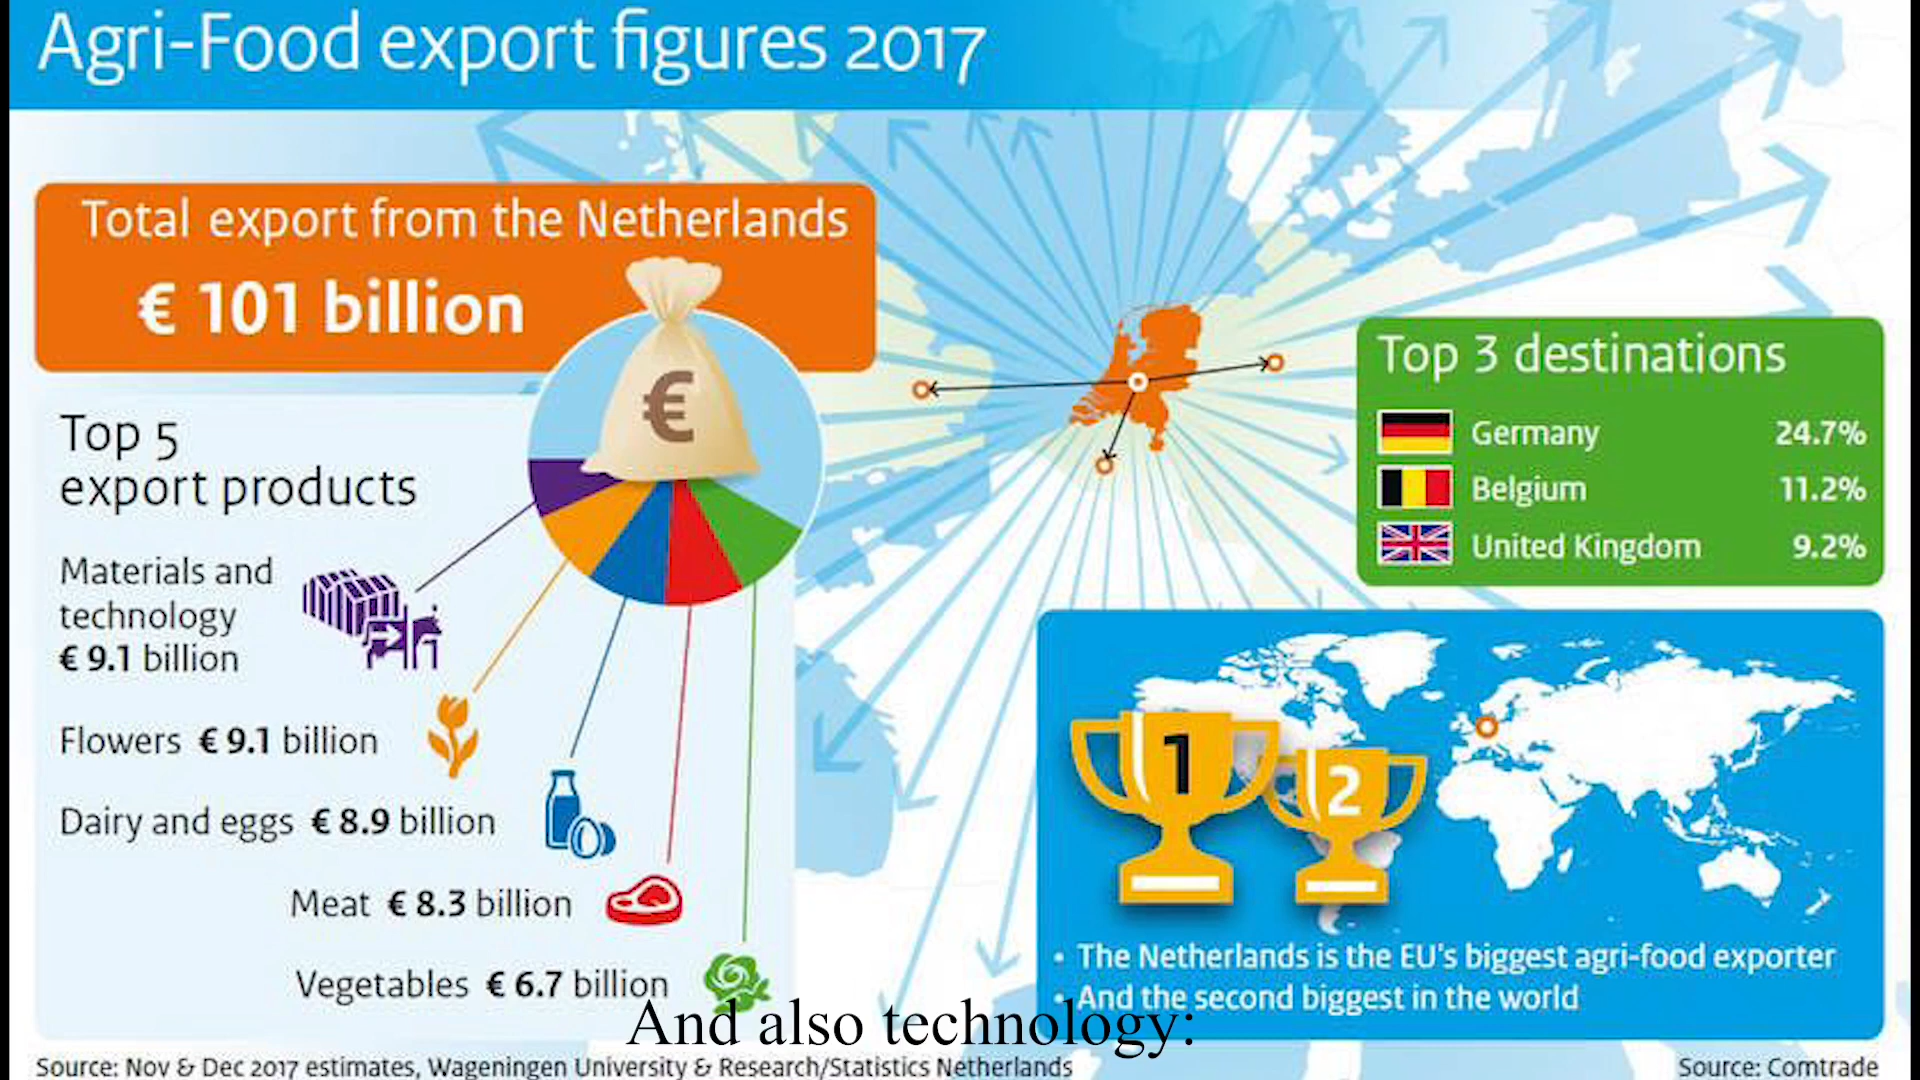 Agri-Food export figures 2017
Total export from the Netherlands
€ 101 billion
€
Top 5
export products
Materials and
technology
€ 9.1 billion
Flowers € 9.1 billion
Dairy and eggs € 8.9 billion
Meat € 8.3 billion
Vegetables € 6.7 billion
Top 3 destinations
Germany 24.7%
Belgium 11.2%
United Kingdom 9.2%
1
2
• The Netherlands is the EU's biggest agri-food exporter
• And the second biggest in the world
And also technology:
Source: Nov & Dec 2017 estimates, Wageningen University & Research/Statistics Netherlands
Source: Comtrade